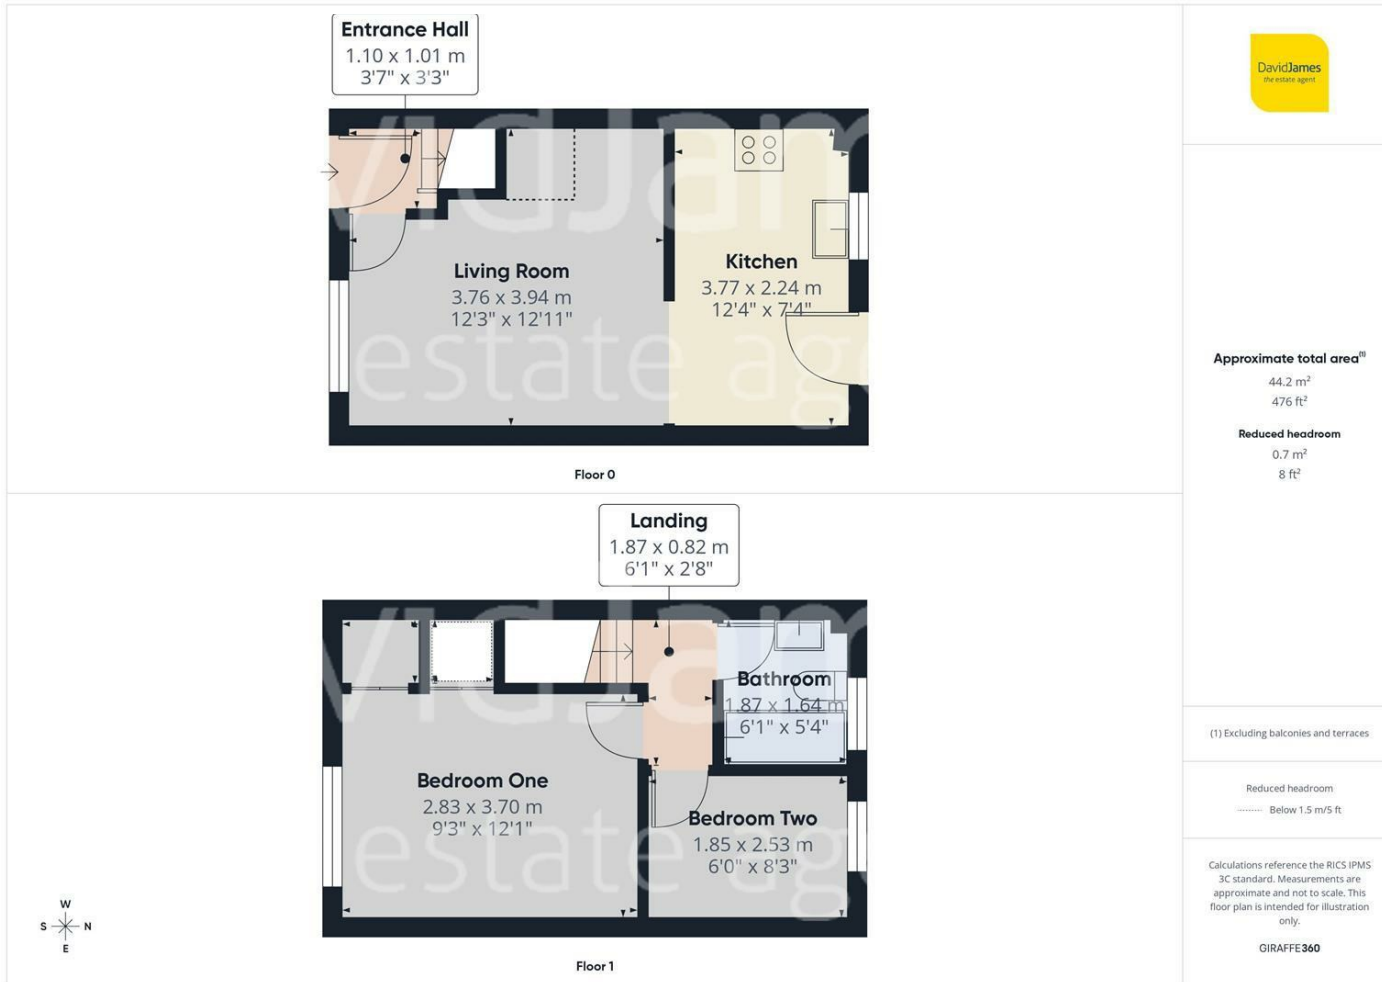 Entrance Hall
1.10 x 1.01 m
3'7" x 3'3"
Living Room
3.76 x 3.94 m
12'3" x 12'11"
Kitchen
3.77 x 2.24 m
12'4" x 7'4"
Floor 0
Landing
1.87 x 0.82 m
6'1" x 2'8"
Bathroom
1.87 x 1.64 m
6'1" x 5'4"
Bedroom One
2.83 x 3.70 m
9'3" x 12'1"
Bedroom Two
1.85 x 2.53 m
6'0" x 8'3"
Floor 1
W
S N
E
DavidJames
the estate agent
Approximate total area(1)
44.2 m²
476 ft²
Reduced headroom
0.7 m²
8 ft²
(1) Excluding balconies and terraces
Reduced headroom
Below 1.5 m/5 ft
Calculations reference the RICS IPMS
3C standard. Measurements are
approximate and not to scale. This
floor plan is intended for illustration
only.
GIRAFFE360
vidJam
estate age
vidJam
estate age